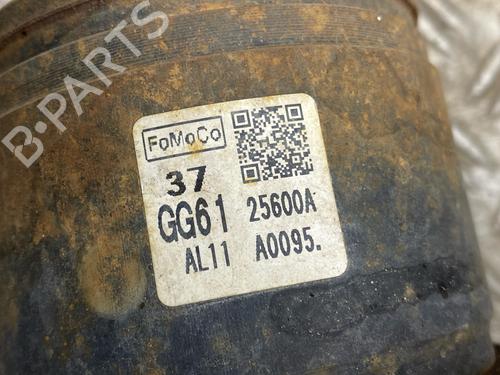 B-PARTS
FoMoCo
37
GG61 25600A
AL11 A0095.